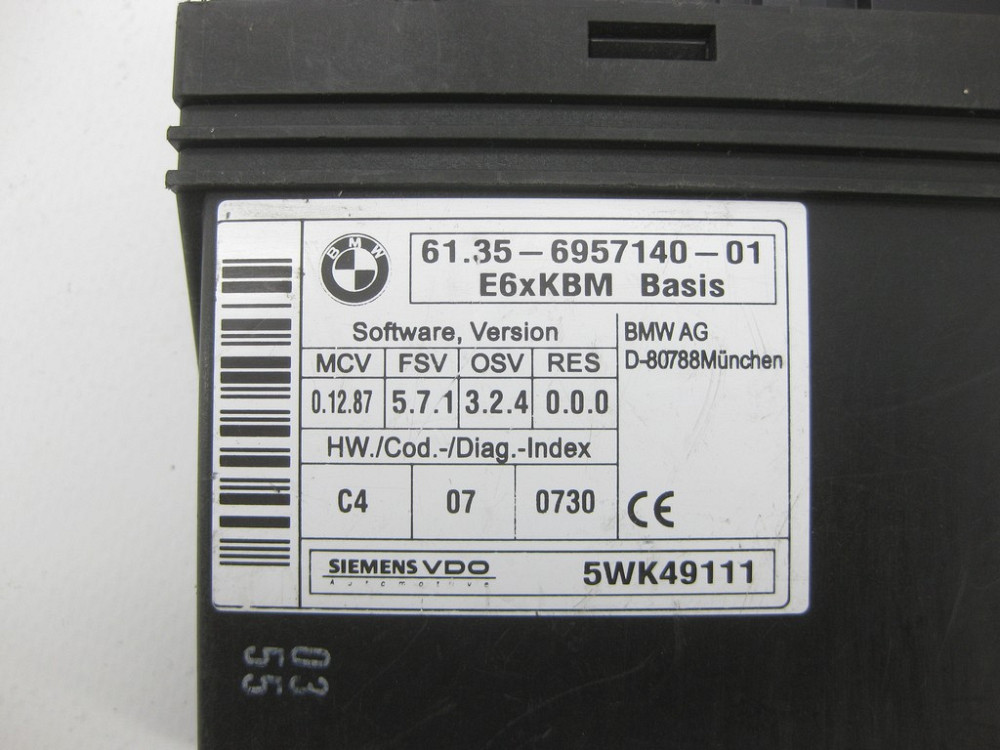 BMW
61.35-6957140-01
E6xKBM Basis
Software, Version
MCV FSV OSV RES
0.12.87 5.7.1 3.2.4 0.0.0
HW./Cod.-/Diag.-Index
C4 07 0730
BMW AG
D-80788München
CE
SIEMENS VDO
Automotive
5WK49111
03
55